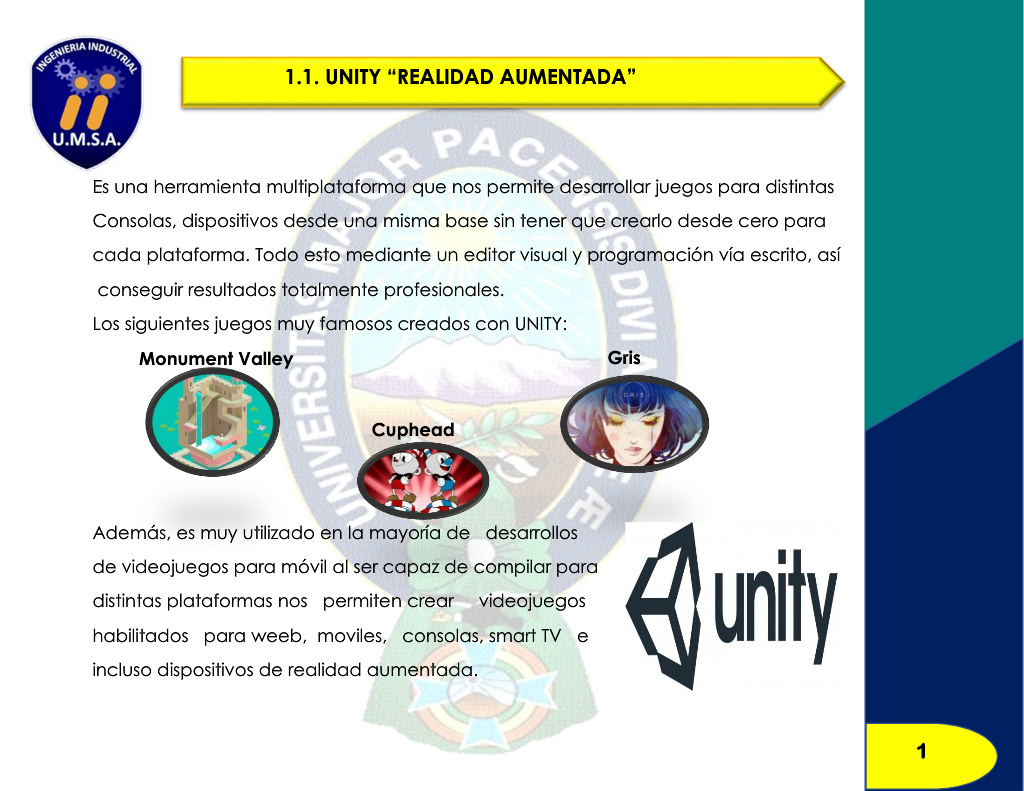 INGENIERIA INDUSTRIAL
U.M.S.A.
1.1. UNITY “REALIDAD AUMENTADA”
UNIVERSITAS MAJOR PACENSIS DIVI A
Æ
Es una herramienta multiplataforma que nos permite desarrollar juegos para distintas
Consolas, dispositivos desde una misma base sin tener que crearlo desde cero para
cada plataforma. Todo esto mediante un editor visual y programación vía escrito, así
conseguir resultados totalmente profesionales.
Los siguientes juegos muy famosos creados con UNITY:
Monument Valley
Gris
GRIS
Cuphead
Además, es muy utilizado en la mayoría de desarrollos
de videojuegos para móvil al ser capaz de compilar para
distintas plataformas nos permiten crear videojuegos
habilitados para weeb, moviles, consolas, smart TV e
incluso dispositivos de realidad aumentada.
unity
1